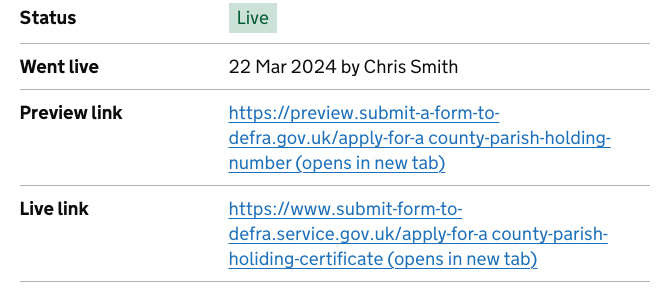 Status Live
Went live 22 Mar 2024 by Chris Smith
Preview link https://preview.submit-a-form-to-
defra.gov.uk/apply-for-a county-parish-holding-
number (opens in new tab)
Live link https://www.submit-form-to-
defra.service.gov.uk/apply-for-a county-parish-
holiding-certificate (opens in new tab)